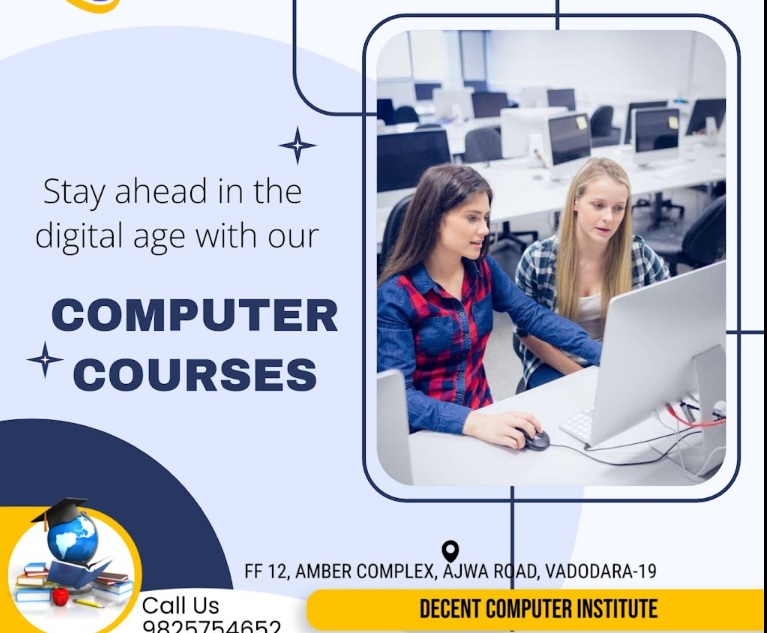 Stay ahead in the
digital age with our
COMPUTER
COURSES
FF 12, AMBER COMPLEX, AJWA ROAD, VADODARA-19
Call Us
9825754652
DECENT COMPUTER INSTITUTE